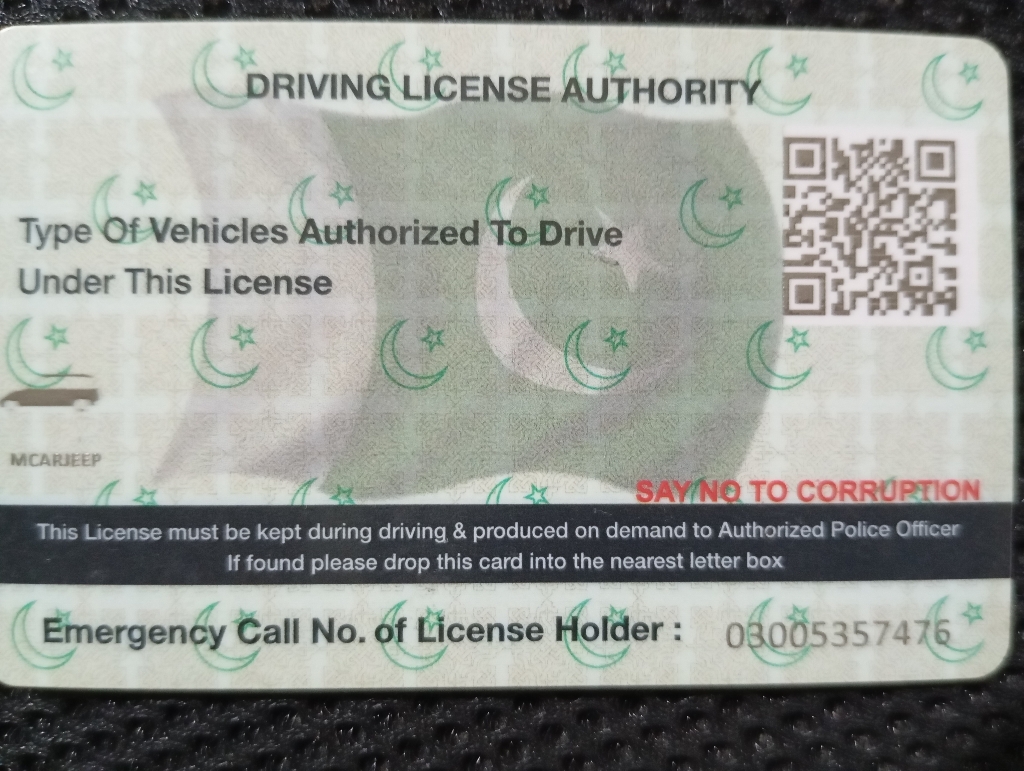 DRIVING LICENSE AUTHORITY
Type Of Vehicles Authorized To Drive
Under This License
MCARJEEP
SAY NO TO CORRUPTION
This License must be kept during driving & produced on demand to Authorized Police Officer
If found please drop this card into the nearest letter box
Emergency Call No. of License Holder : 03005357476